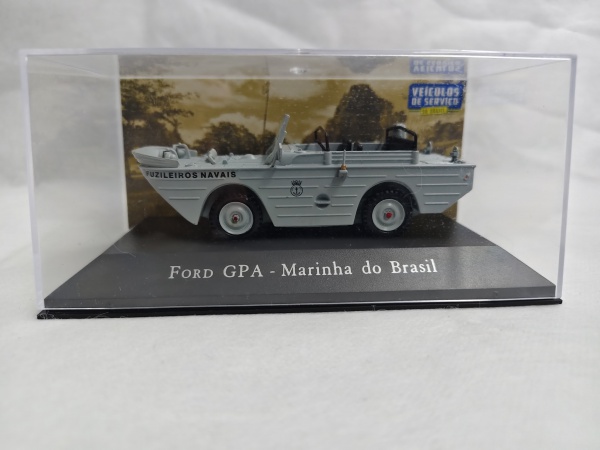 VEÍCULOS
DE SERVIÇO
FUZILEIROS NAVAIS
FORD GPA - Marinha do Brasil